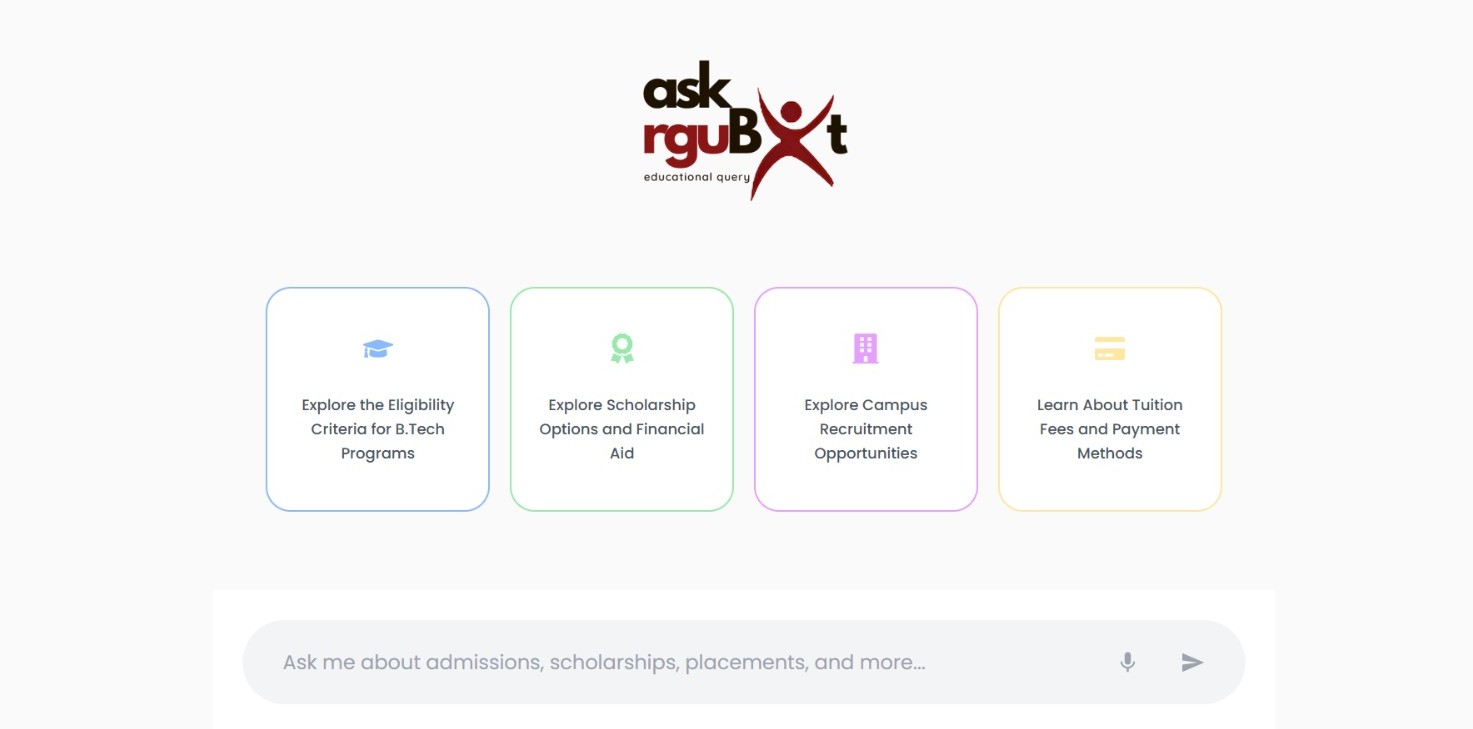 ask
rguBot
educational query
Explore the Eligibility
Criteria for B.Tech
Programs
Explore Scholarship
Options and Financial
Aid
Explore Campus
Recruitment
Opportunities
Learn About Tuition
Fees and Payment
Methods
Ask me about admissions, scholarships, placements, and more...